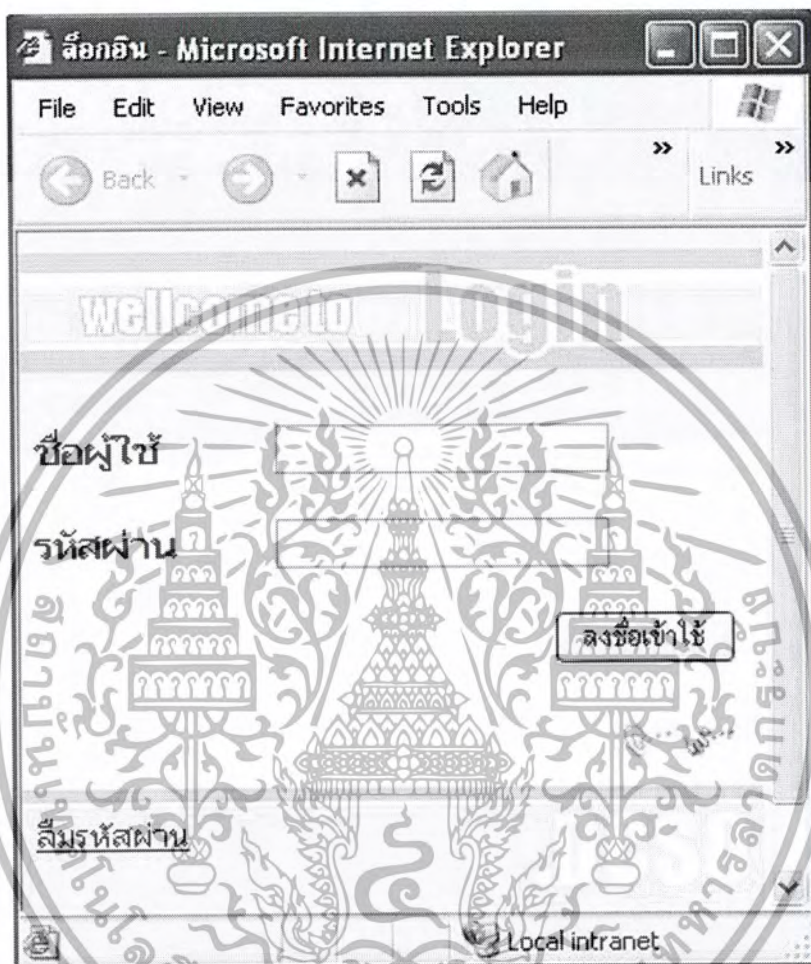 ล็อกอิน - Microsoft Internet Explorer
File Edit View Favorites Tools Help
Back » Links »
wellcome to Login
ชื่อผู้ใช้
รหัสผ่าน
ลงชื่อเข้าใช้
ลืมรหัสผ่าน
Local intranet